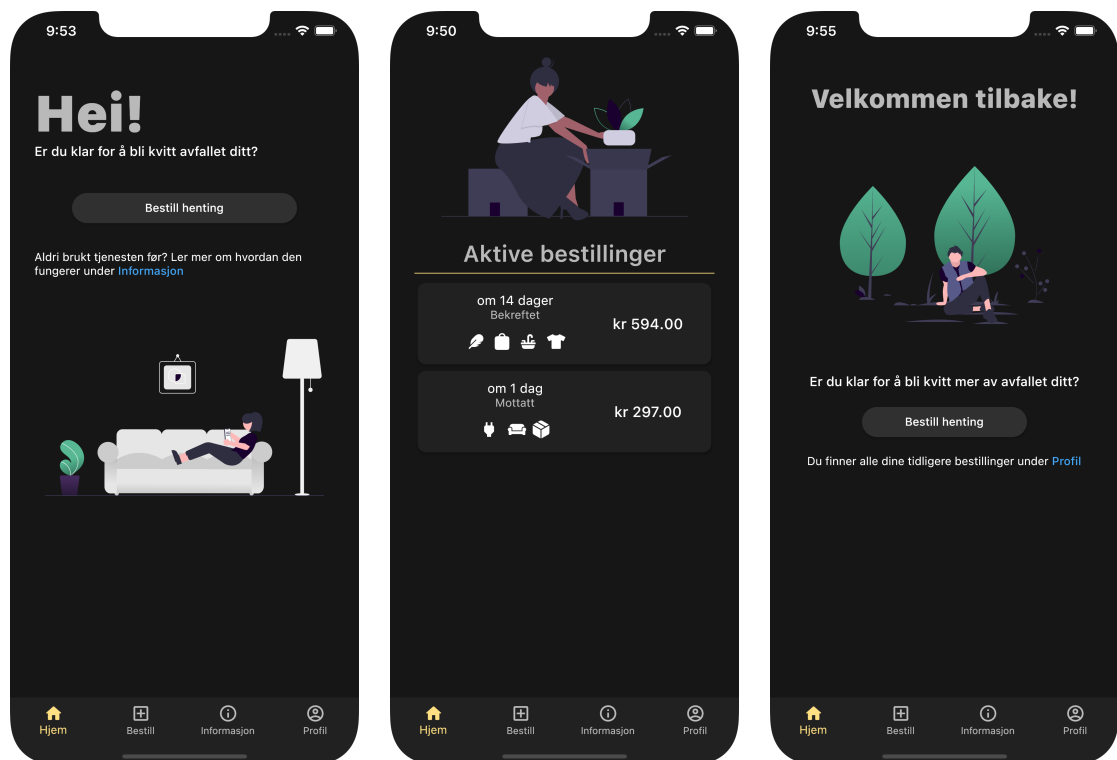 9:53
Hei!
Er du klar for å bli kvitt avfallet ditt?
Bestill henting
Aldri brukt tjenesten før? Ler mer om hvordan den
fungerer under Informasjon
Hjem
Bestill
Informasjon
Profil
9:50
Aktive bestillinger
om 14 dager
Bekreftet
kr 594.00
om 1 dag
Mottatt
kr 297.00
Hjem
Bestill
Informasjon
Profil
9:55
Velkommen tilbake!
Er du klar for å bli kvitt mer av avfallet ditt?
Bestill henting
Du finner alle dine tidligere bestillinger under Profil
Hjem
Bestill
Informasjon
Profil